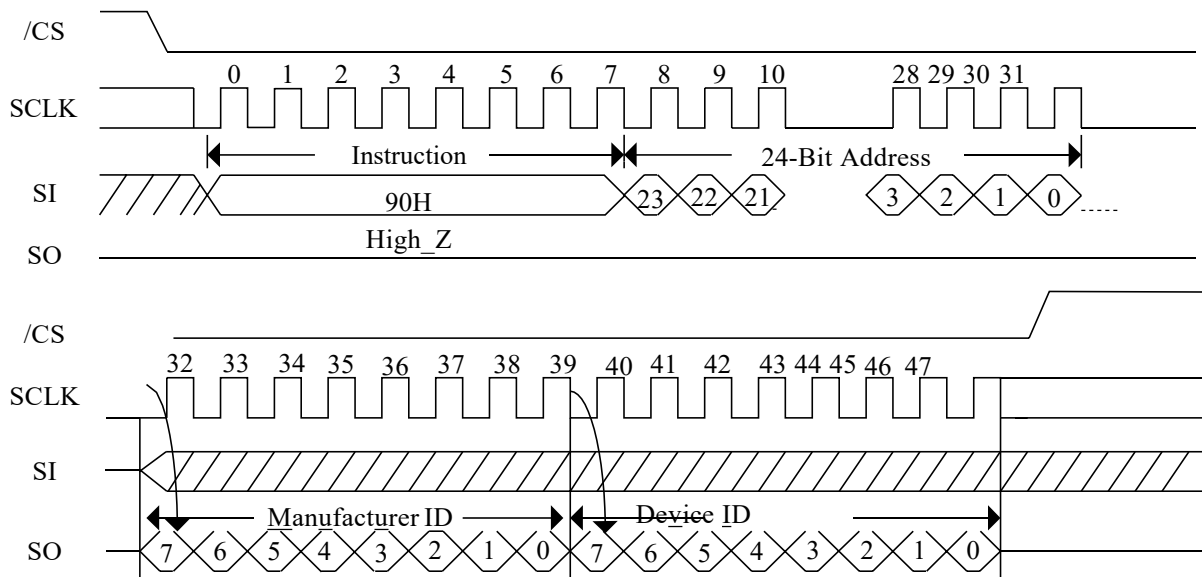 /CS
0 1 2 3 4 5 6 7 8 9 10 28 29 30 31
SCLK
Instruction 24-Bit Address
SI 90H 23 22 21 3 2 1 0
High_Z
SO
/CS
32 33 34 35 36 37 38 39 40 41 42 43 44 45 46 47
SCLK
SI
Manufacturer ID Device ID
SO 7 6 5 4 3 2 1 0 7 6 5 4 3 2 1 0